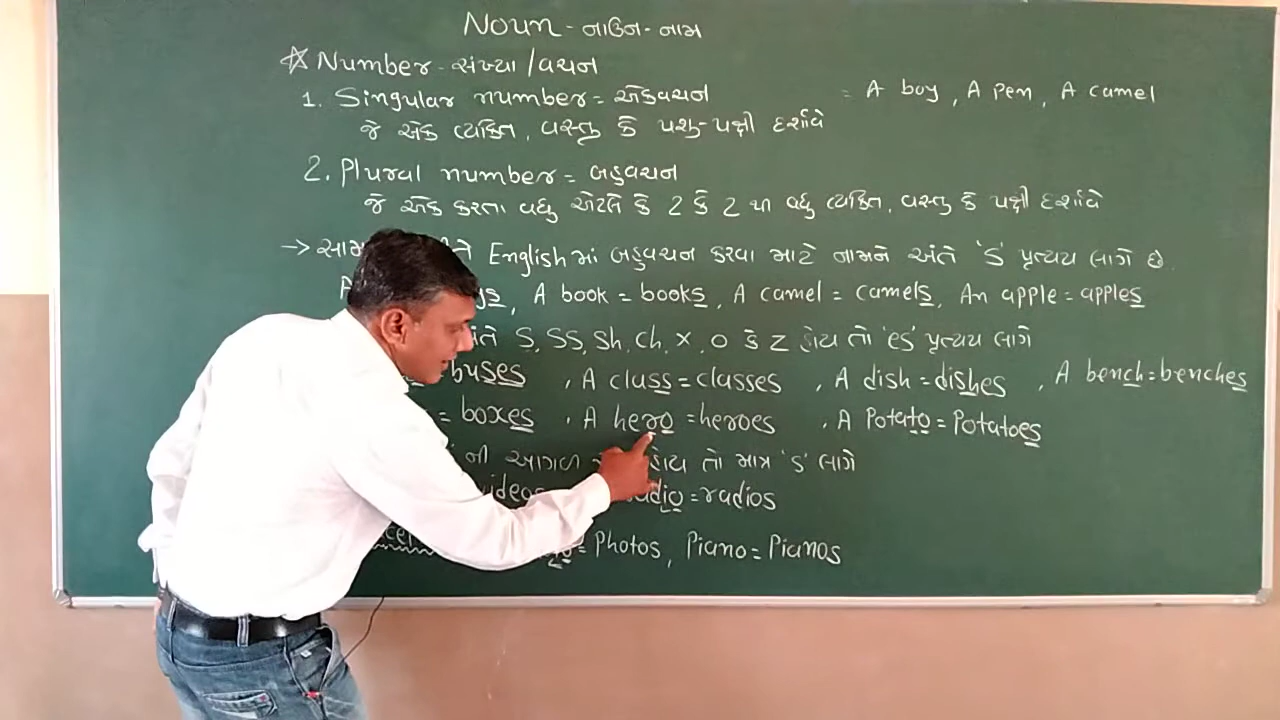 Noun - નાઉન - નામ
☆ Number - સંખ્યા / વચન
1. Singular number = એકવચન = A boy, A pen, A camel
જે એક વ્યક્તિ, વસ્તુ કે પશુ-પક્ષી દર્શાવે
2. Plural number = બહુવચન
જે એક કરતા વધુ એટલે કે 2 કે 2 થી વધુ વ્યક્તિ, વસ્તુ કે પક્ષી દર્શાવે
→ English માં બહુવચન કરવા માટે નામને અંતે 'S' પ્રત્યય લાગે છે.
A book = books, A camel = camels, An apple = apples
S, SS, Sh, Ch, X, O કે Z હોય તો 'es' પ્રત્યય લાગે
buses, A class = classes, A dish = dishes, A bench = benches
= boxes, A hero = heroes, A Potato = Potatoes
ની આગળ હોય તો માત્ર 'S' લાગે
videos = radios
= Photos, Piano = Pianos